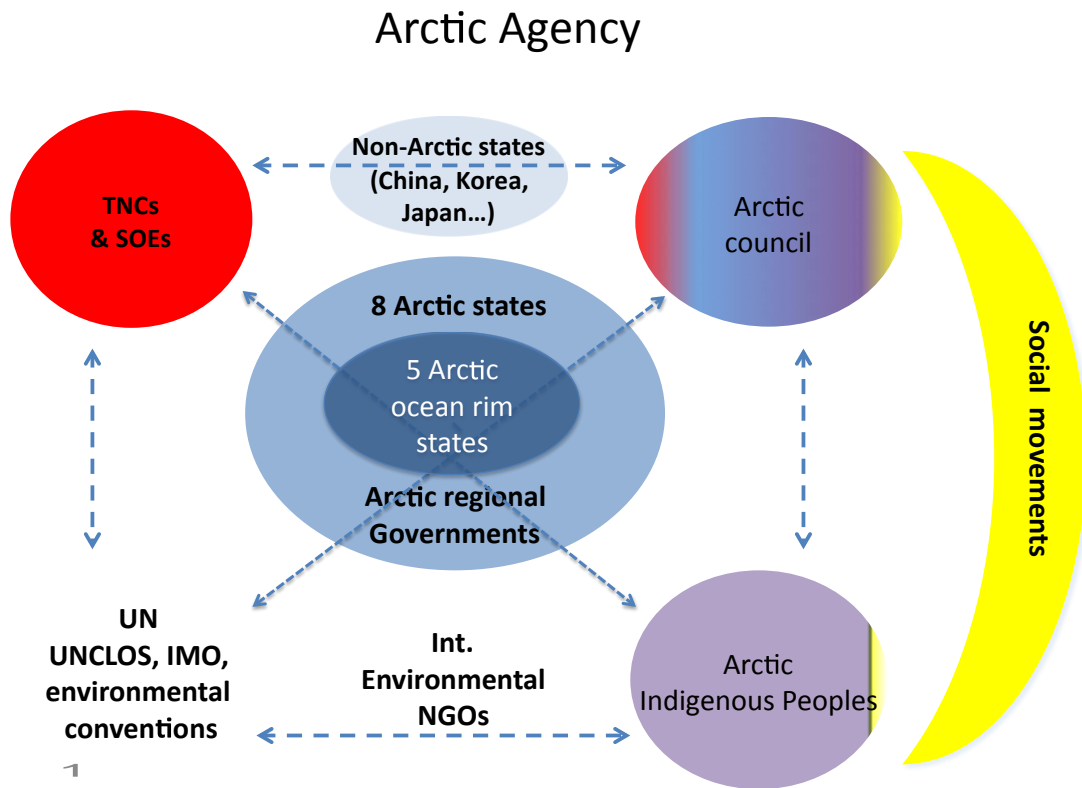 Arctic Agency
TNCs
& SOEs
Non-Arctic states
(China, Korea,
Japan...)
Arctic
council
8 Arctic states
5 Arctic
ocean rim
states
Arctic regional
Governments
Social movements
UN
UNCLOS, IMO,
environmental
conventions
Int.
Environmental
NGOs
Arctic
Indigenous Peoples